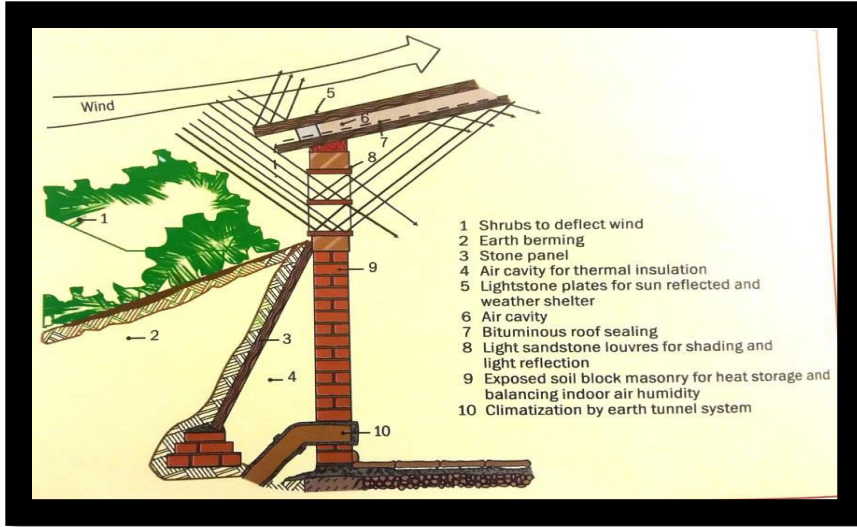 Wind
5
6
7
8
1
9
2
3
4
10
1 Shrubs to deflect wind
2 Earth berming
3 Stone panel
4 Air cavity for thermal insulation
5 Lightstone plates for sun reflected and
weather shelter
6 Air cavity
7 Bituminous roof sealing
8 Light sandstone louvres for shading and
light reflection
9 Exposed soil block masonry for heat storage and
balancing indoor air humidity
10 Climatization by earth tunnel system